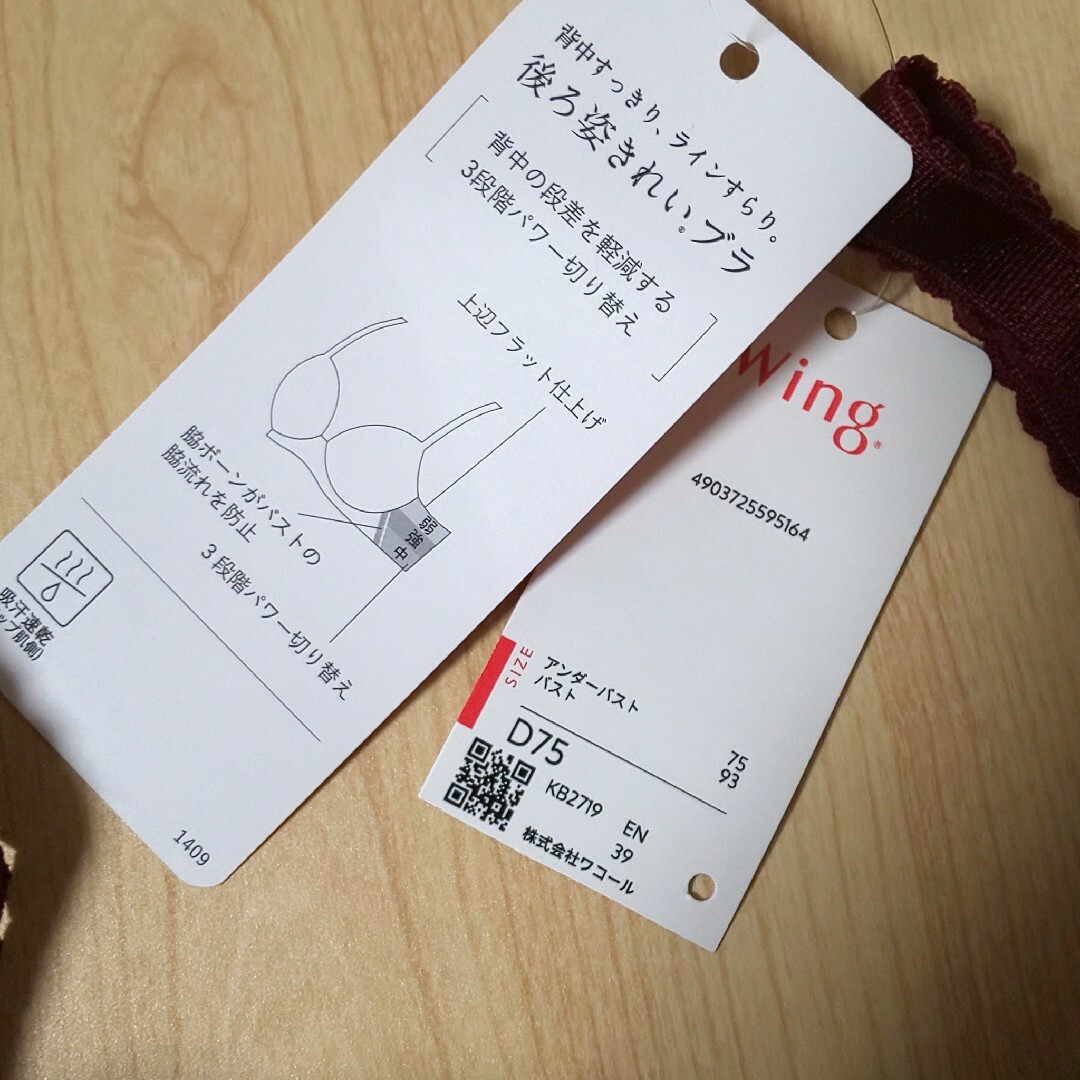 背中すっきり、ラインすらり。
後ろ姿きれい®ブラ
背中の段差を軽減する
3段階パワー切り替え
上辺フラット仕上げ
脇ボーンがバストの
脇流れを防止
弱
強
中
3段階パワー切り替え
吸汗速乾
ップ肌側)
1409
Wing®
4903725595164
SIZE
アンダーバスト 75
バスト 93
D75
KB2719 EN
39
株式会社ワコール